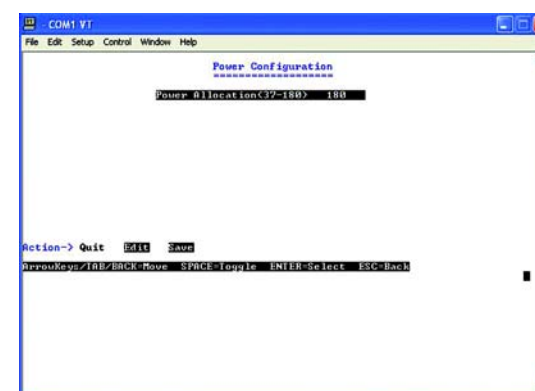 - COM1 VT
File Edit Setup Control Window Help
Power Configuration
===================
Power Allocation<37-180> 180
Action-> Quit Edit Save
ArrowKeys/TAB/BACK=Move SPACE=Toggle ENTER=Select ESC=Back